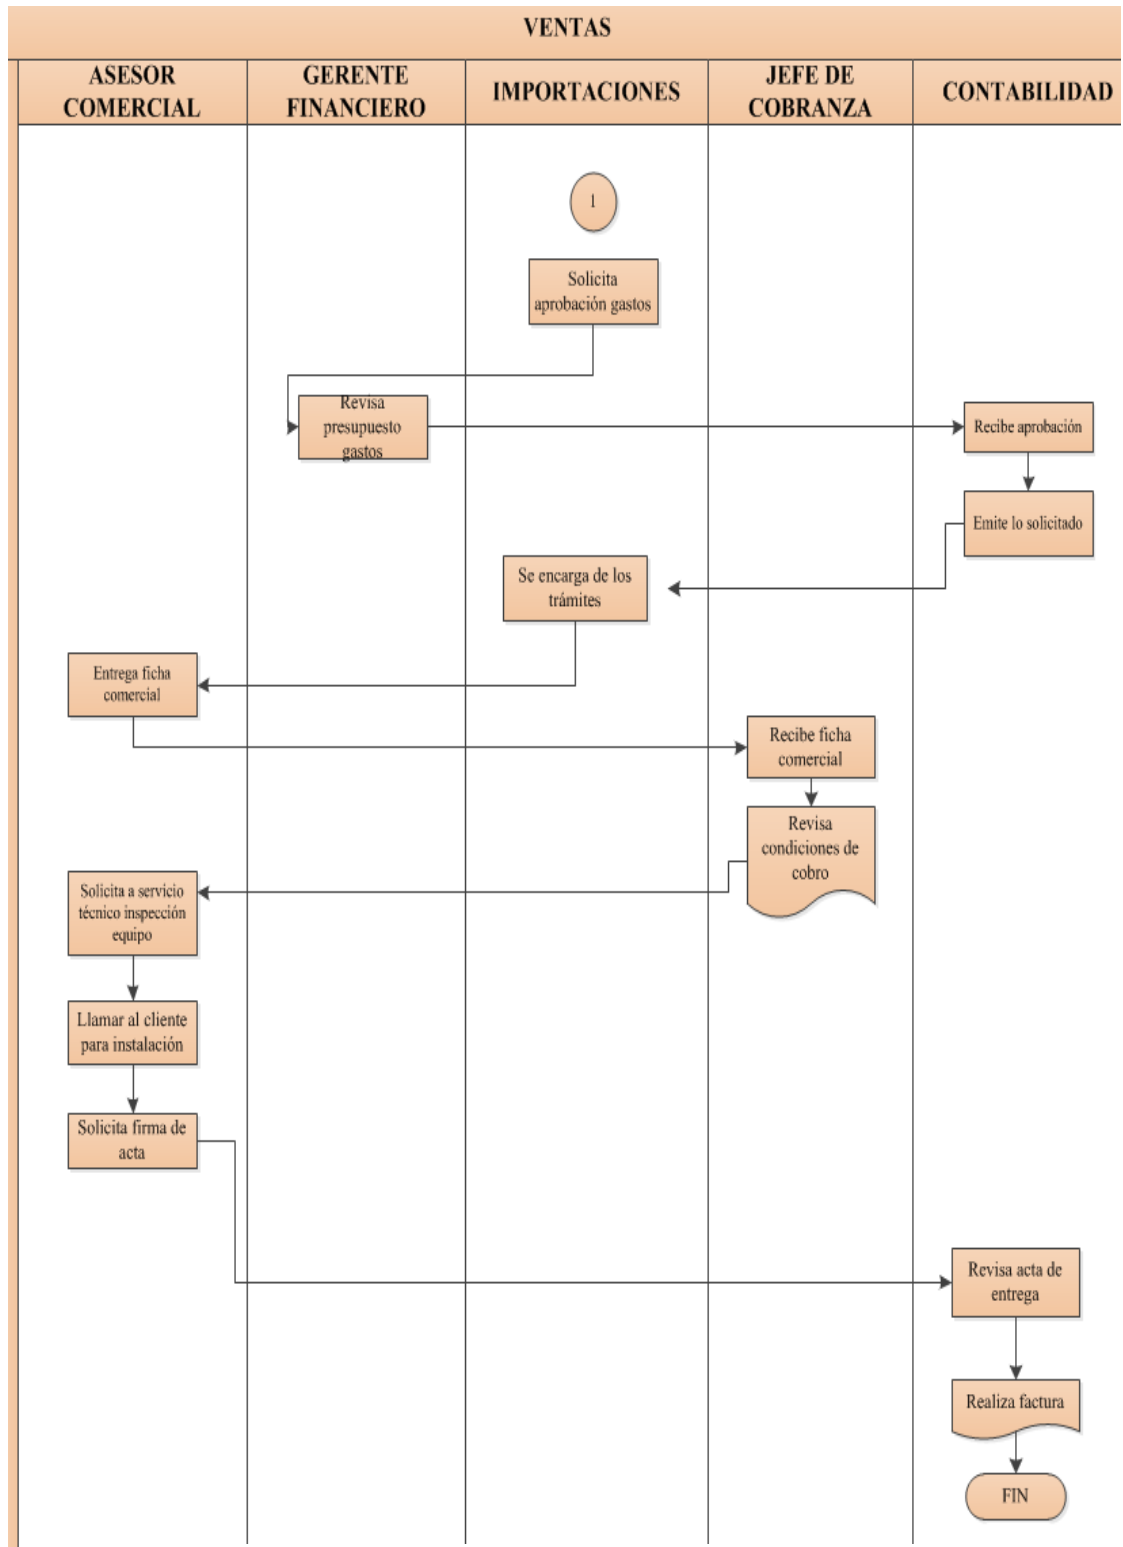 VENTAS
ASESOR
COMERCIAL
GERENTE
FINANCIERO
IMPORTACIONES
JEFE DE
COBRANZA
CONTABILIDAD
1
Solicita
aprobación gastos
Revisa
presupuesto
gastos
Recibe aprobación
Emite lo solicitado
Se encarga de los
trámites
Entrega ficha
comercial
Recibe ficha
comercial
Revisa
condiciones de
cobro
Solicita a servicio
técnico inspección
equipo
Llamar al cliente
para instalación
Solicita firma de
acta
Revisa acta de
entrega
Realiza factura
FIN